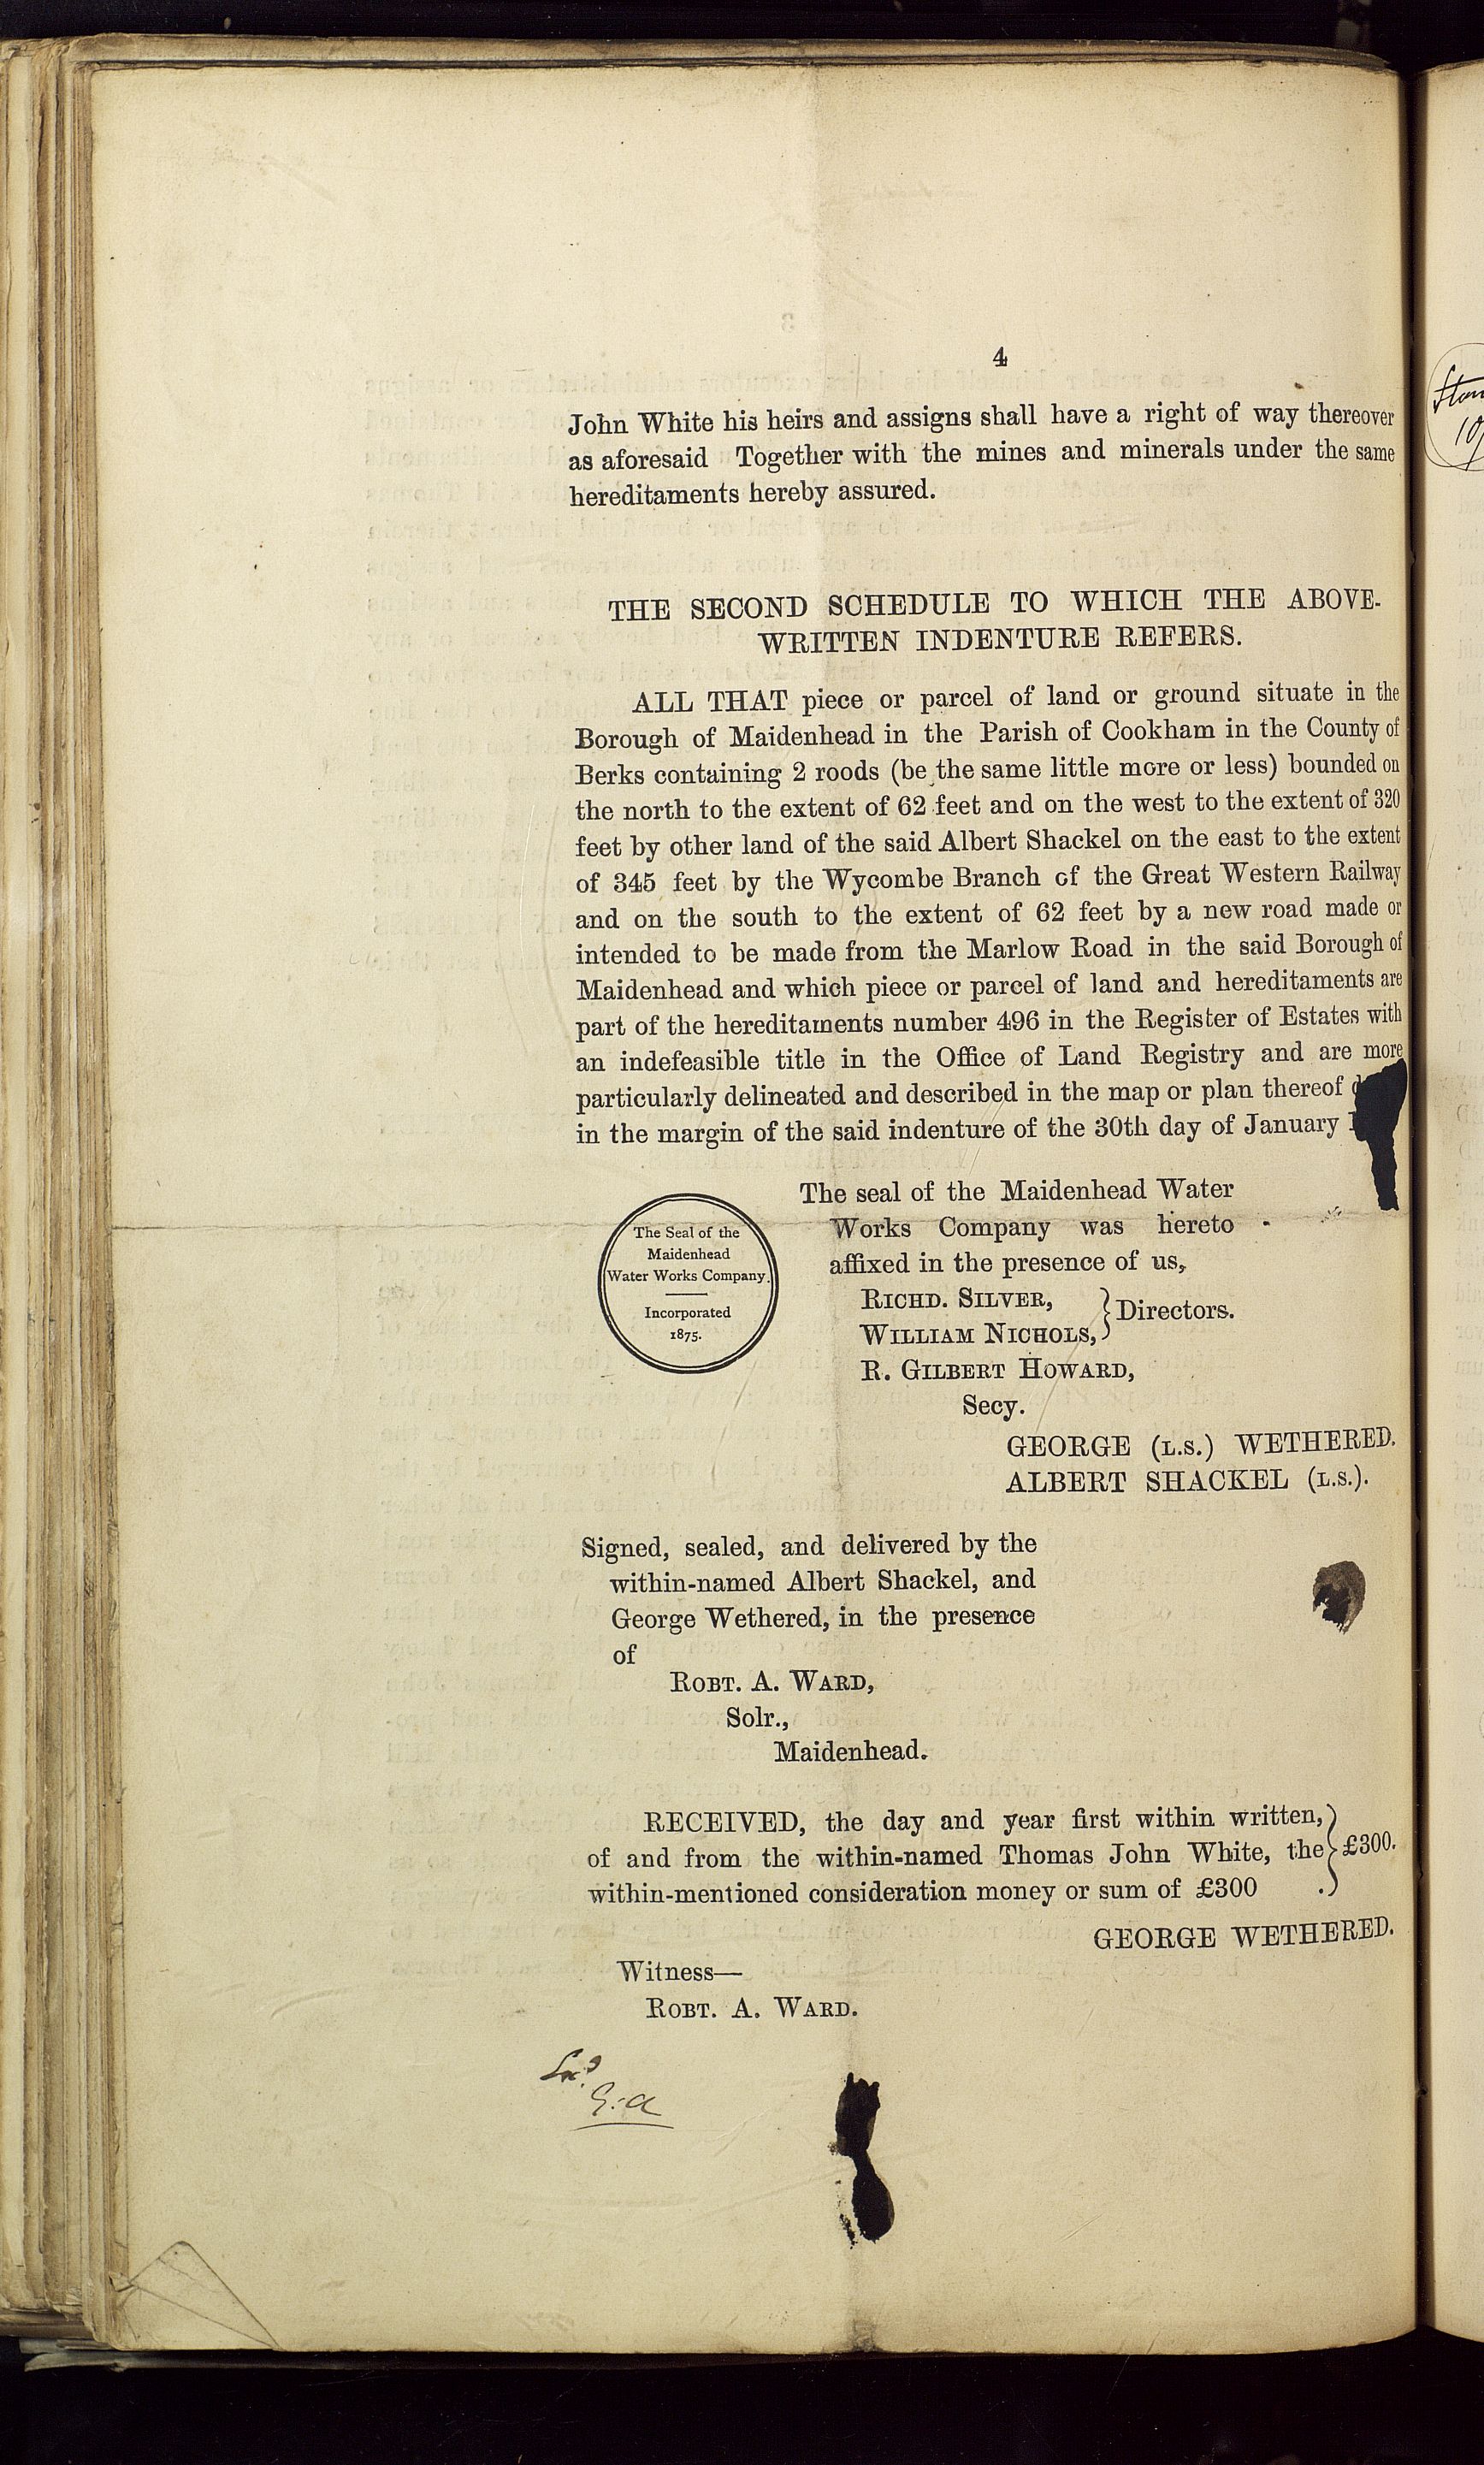 4
John White his heirs and assigns shall have a right of way thereover
as aforesaid Together with the mines and minerals under the same
hereditaments hereby assured.
THE SECOND SCHEDULE TO WHICH THE ABOVE-
WRITTEN INDENTURE REFERS.
ALL THAT piece or parcel of land or ground situate in the
Borough of Maidenhead in the Parish of Cookham in the County of
Berks containing 2 roods (be the same little more or less) bounded on
the north to the extent of 62 feet and on the west to the extent of 320
feet by other land of the said Albert Shackel on the east to the extent
of 345 feet by the Wycombe Branch of the Great Western Railway
and on the south to the extent of 62 feet by a new road made or
intended to be made from the Marlow Road in the said Borough of
Maidenhead and which piece or parcel of land and hereditaments are
part of the hereditaments number 496 in the Register of Estates with
an indefeasible title in the Office of Land Registry and are more
particularly delineated and described in the map or plan thereof
in the margin of the said indenture of the 30th day of January
The Seal of the
Maidenhead
Water Works Company.
Incorporated
1875.
The seal of the Maidenhead Water
Works Company was hereto
affixed in the presence of us,
RICHD. SILVER,
WILLIAM NICHOLS,
} Directors.
R. GILBERT HOWARD,
Secy.
GEORGE (L.S.) WETHERED.
ALBERT SHACKEL (L.S.).
Signed, sealed, and delivered by the
within-named Albert Shackel, and
George Wethered, in the presence
of
ROBT. A. WARD,
Solr.,
Maidenhead.
RECEIVED, the day and year first within written,
of and from the within-named Thomas John White, the } £300.
within-mentioned consideration money or sum of £300 .
GEORGE WETHERED.
Witness—
ROBT. A. WARD.